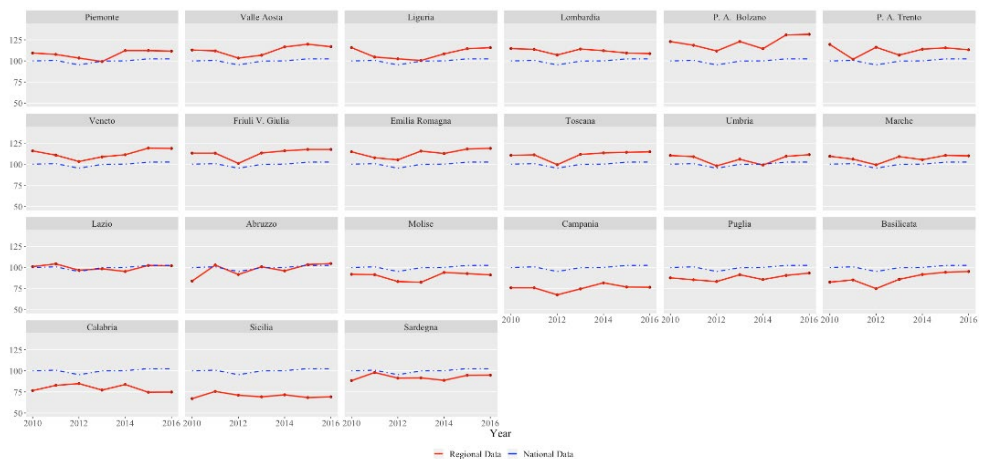 Piemonte Valle Aosta Liguria Lombardia P. A. Bolzano P. A. Trento
125
100
75
50
Veneto Friuli V. Giulia Emilia Romagna Toscana Umbria Marche
125
100
75
50
Lazio Abruzzo Molise Campania Puglia Basilicata
125
100
75
50
2010 2012 2014 2016 2010 2012 2014 2016 2010 2012 2014 2016
Calabria Sicilia Sardegna
125
100
75
50
2010 2012 2014 2016 2010 2012 2014 2016 2010 2012 2014 2016
Year
Regional Data National Data